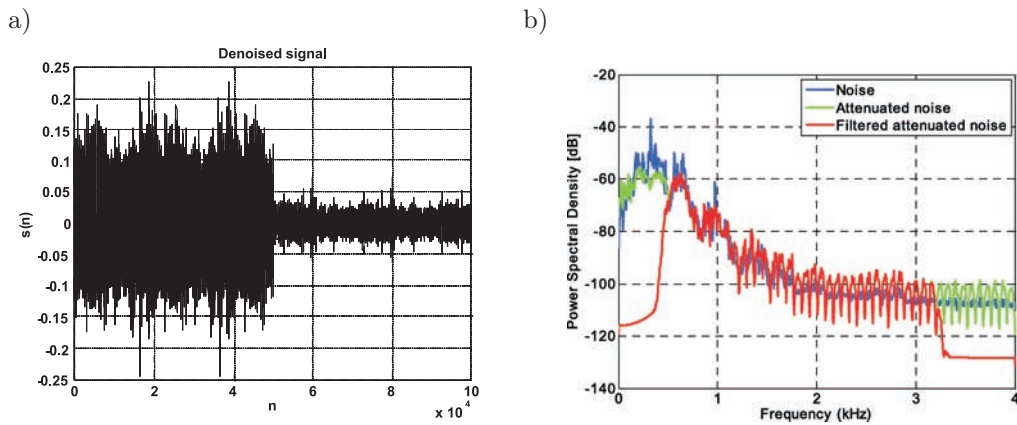 a)
Denoised signal
0.25
0.2
0.15
0.1
0.05
0
-0.05
-0.1
-0.15
-0.2
-0.25
s(n)
0
2
4
6
8
10
n
x 10^4
b)
-20
-40
-60
-80
-100
-120
-140
Power Spectral Density [dB]
Noise
Attenuated noise
Filtered attenuated noise
0
1
2
3
4
Frequency (kHz)